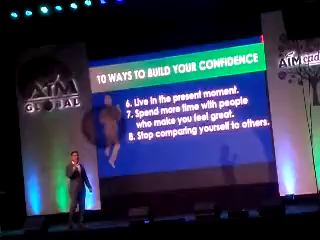 10 WAYS TO BUILD YOUR CONFIDENCE
6. Live in the present moment.
7. Spend more time with people
who make you feel great.
8. Stop comparing yourself to others.
AIM
GLOBAL
AIM